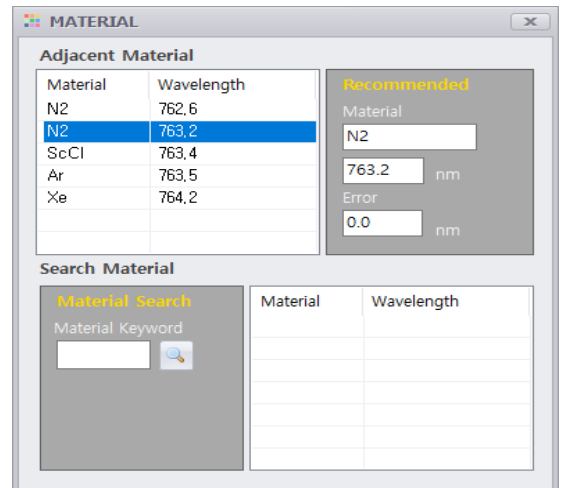 MATERIAL
Adjacent Material
Material Wavelength
N2 762,6
N2 763,2
ScCl 763,4
Ar 763,5
Xe 764,2
Recommended
Material
N2
763.2 nm
Error
0.0 nm
Search Material
Material Search
Material Keyword
Material Wavelength